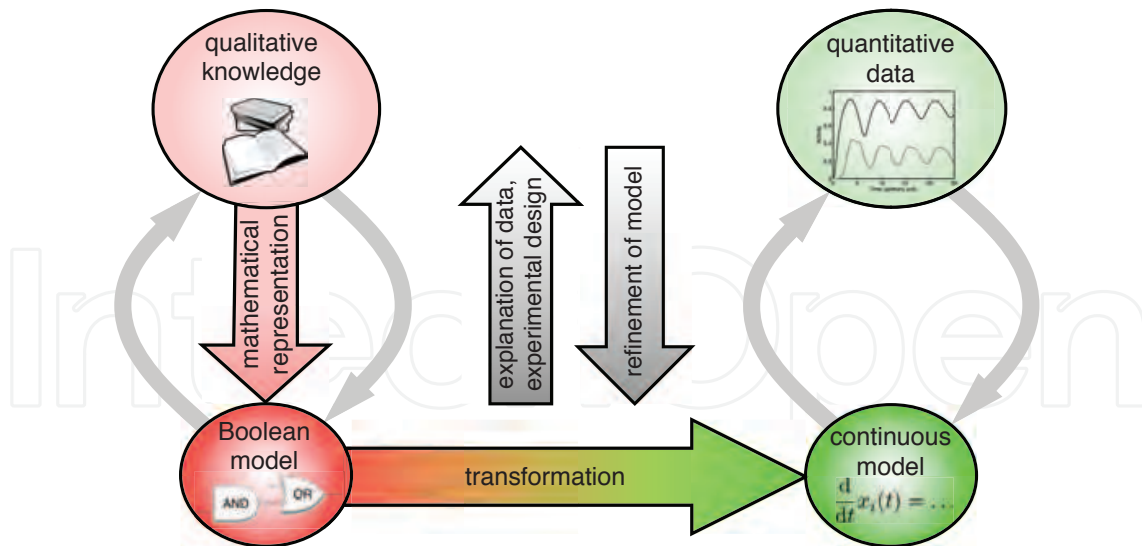 qualitative
knowledge
quantitative
data
mathematical
representation
explanation of data,
experimental design
refinement of model
Boolean
model
AND
OR
transformation
continuous
model
d
dt x_i(t) = ...
IntechOpen